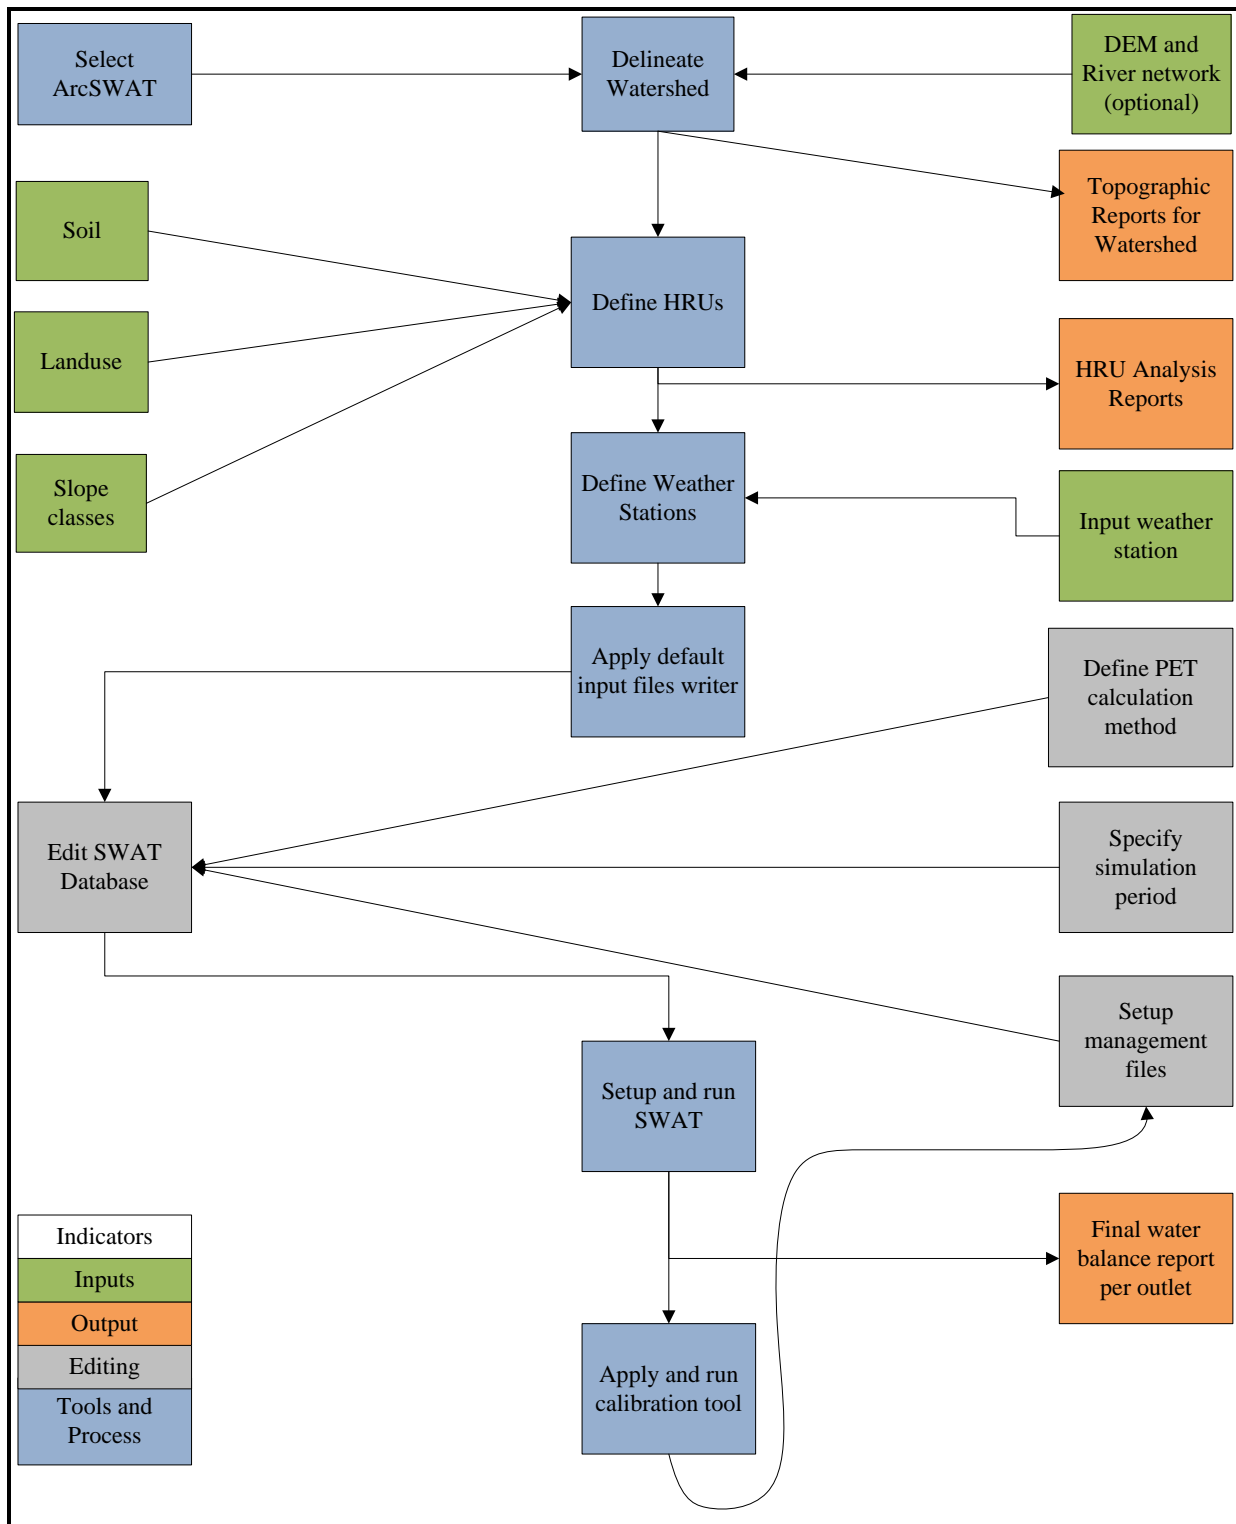 Select
ArcSWAT
Delineate
Watershed
DEM and
River network
(optional)
Topographic
Reports for
Watershed
Soil
Define HRUs
Landuse
HRU Analysis
Reports
Slope
classes
Define Weather
Stations
Input weather
station
Apply default
input files writer
Define PET
calculation
method
Edit SWAT
Database
Specify
simulation
period
Setup
management
files
Setup and run
SWAT
Final water
balance report
per outlet
Apply and run
calibration tool
Indicators
Inputs
Output
Editing
Tools and
Process